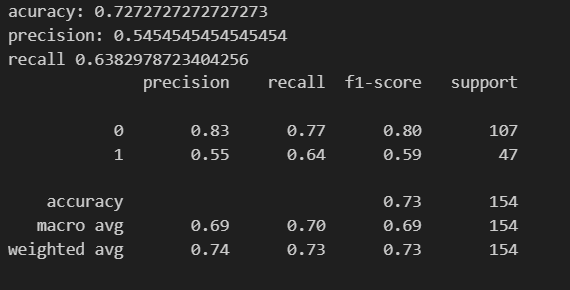 acuracy: 0.7272727272727273
precision: 0.5454545454545454
recall 0.6382978723404256
precision recall f1-score support
0 0.83 0.77 0.80 107
1 0.55 0.64 0.59 47
accuracy 0.73 154
macro avg 0.69 0.70 0.69 154
weighted avg 0.74 0.73 0.73 154